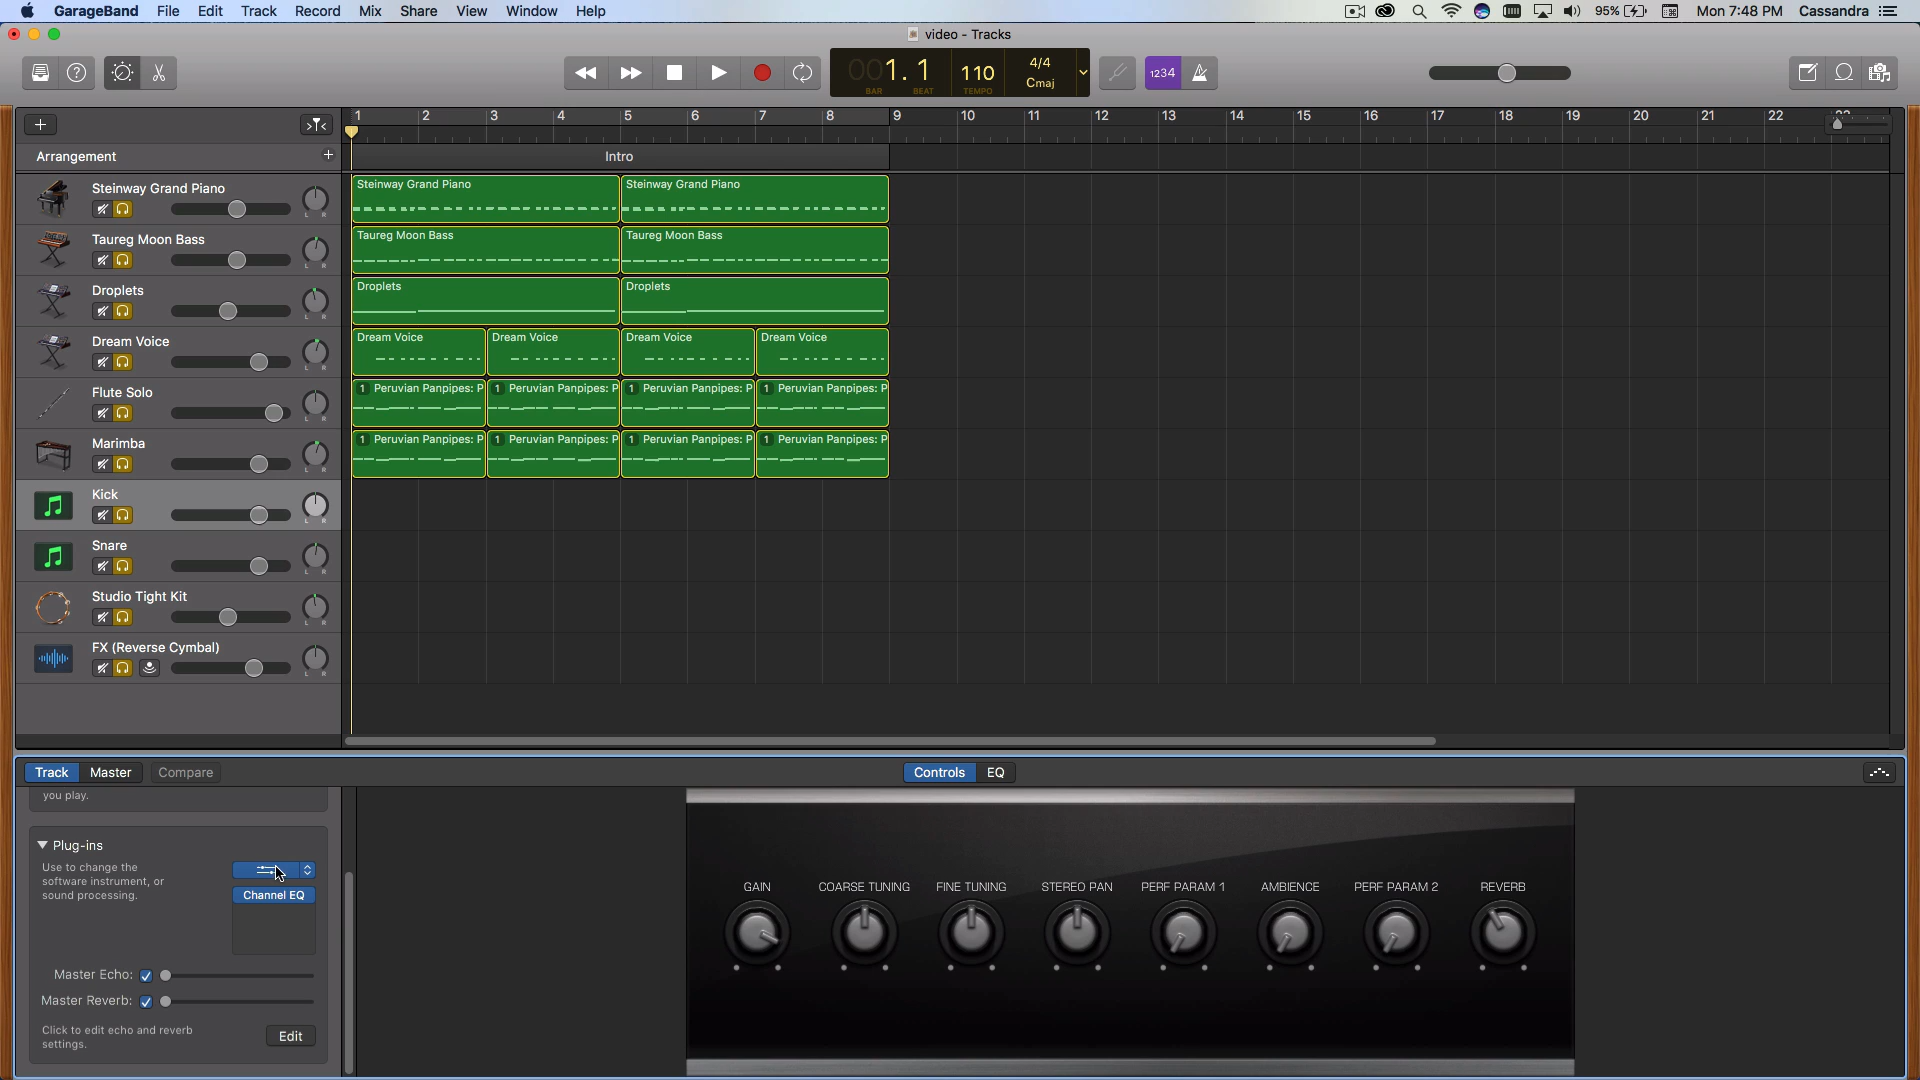 GarageBand File Edit Track Record Mix Share View Window Help
95% Mon 7:48 PM Cassandra
video - Tracks
001. 1 110 4/4 Cmaj
BAR BEAT TEMPO
1234
1 2 3 4 5 6 7 8 9 10 11 12 13 14 15 16 17 18 19 20 21 22
Arrangement
Intro
Steinway Grand Piano
Steinway Grand Piano Steinway Grand Piano
L R
Taureg Moon Bass
Taureg Moon Bass Taureg Moon Bass
L R
Droplets
Droplets Droplets
L R
Dream Voice
Dream Voice Dream Voice Dream Voice Dream Voice
L R
Flute Solo
1 Peruvian Panpipes: P 1 Peruvian Panpipes: P 1 Peruvian Panpipes: P 1 Peruvian Panpipes: P
L R
Marimba
1 Peruvian Panpipes: P 1 Peruvian Panpipes: P 1 Peruvian Panpipes: P 1 Peruvian Panpipes: P
L R
Kick
L R
Snare
L R
Studio Tight Kit
L R
FX (Reverse Cymbal)
L R
Track Master Compare
Controls EQ
you play.
Plug-ins
Use to change the
software instrument, or
sound processing.
Channel EQ
Master Echo:
Master Reverb:
Click to edit echo and reverb
settings.
Edit
GAIN COARSE TUNING FINE TUNING STEREO PAN PERF PARAM 1 AMBIENCE PERF PARAM 2 REVERB